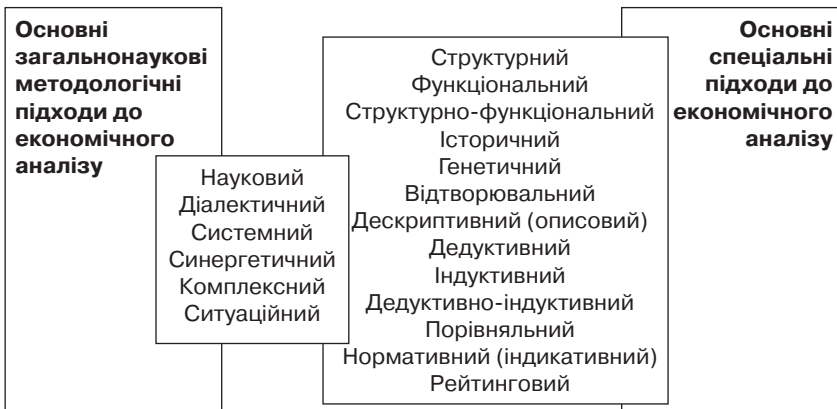 Основні
загальнонаукові
методологічні
підходи до
економічного
аналізу
Науковий
Діалектичний
Системний
Синергетичний
Комплексний
Ситуаційний
Структурний
Функціональний
Структурно-функціональний
Історичний
Генетичний
Відтворювальний
Дескриптивний (описовий)
Дедуктивний
Індуктивний
Дедуктивно-індуктивний
Порівняльний
Нормативний (індикативний)
Рейтинговий
Основні
спеціальні
підходи до
економічного
аналізу